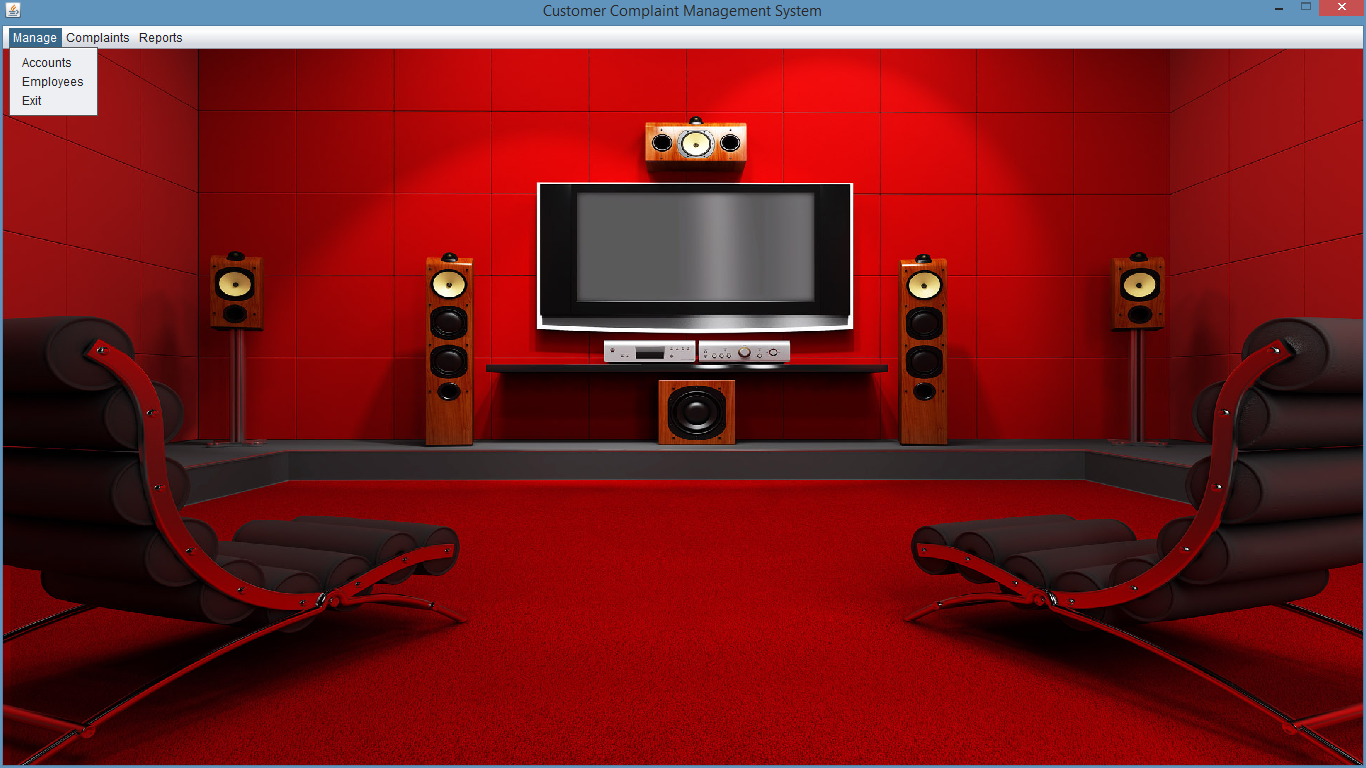 Customer Complaint Management System
Manage Complaints Reports
Accounts
Employees
Exit